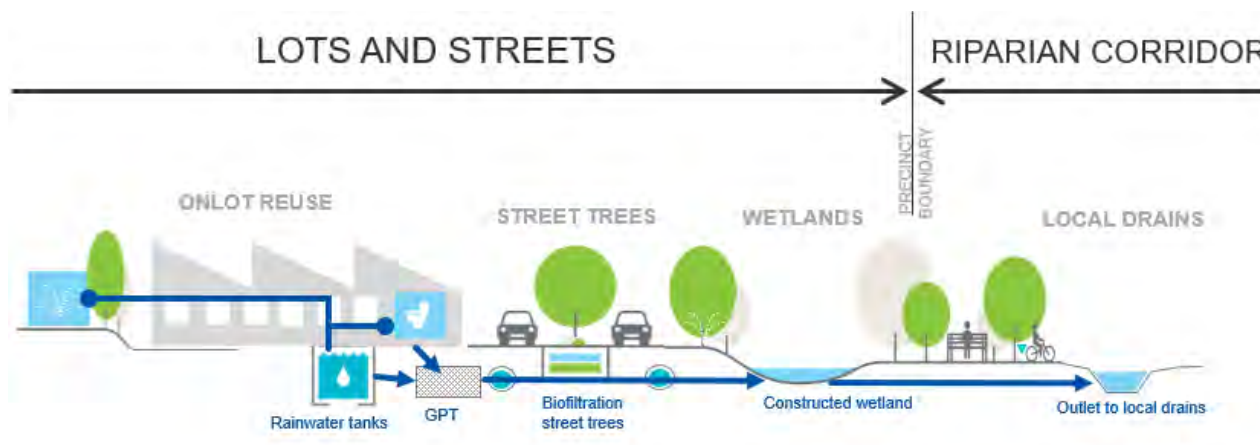 LOTS AND STREETS
RIPARIAN CORRIDOR
PRECINCT
BOUNDARY
ONLOT REUSE
STREET TREES
WETLANDS
LOCAL DRAINS
Rainwater tanks
GPT
Biofiltration
street trees
Constructed wetland
Outlet to local drains